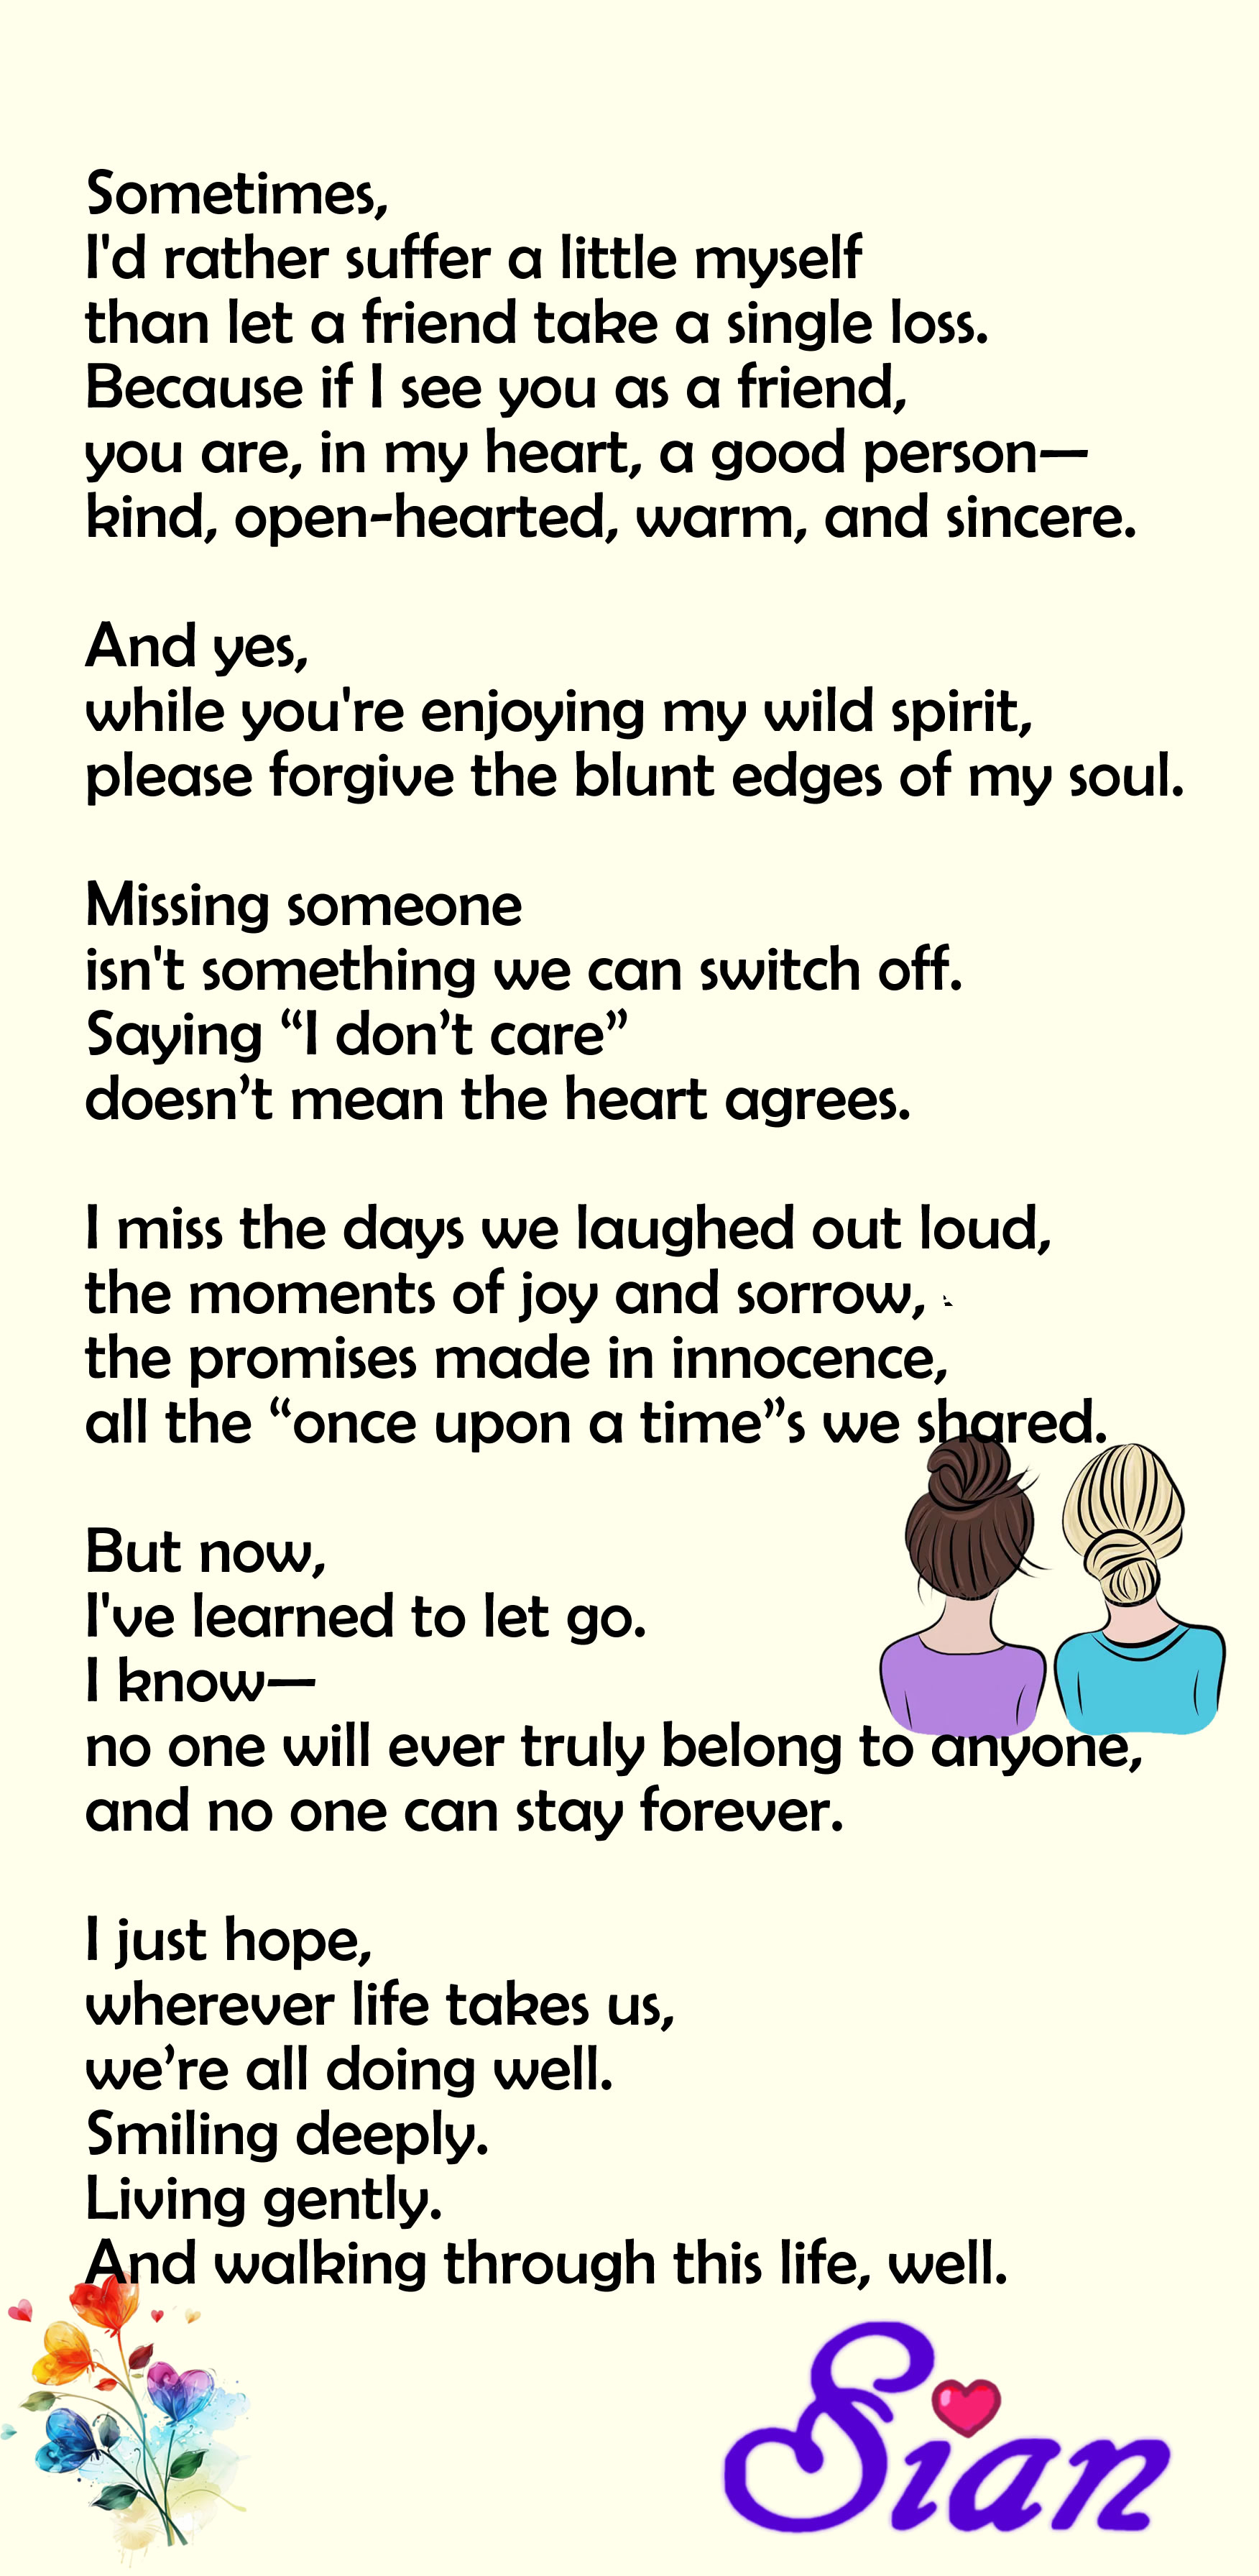 Sometimes,
I'd rather suffer a little myself
than let a friend take a single loss.
Because if I see you as a friend,
you are, in my heart, a good person—
kind, open-hearted, warm, and sincere.
And yes,
while you're enjoying my wild spirit,
please forgive the blunt edges of my soul.
Missing someone
isn't something we can switch off.
Saying “I don’t care”
doesn’t mean the heart agrees.
I miss the days we laughed out loud,
the moments of joy and sorrow,
the promises made in innocence,
all the “once upon a time”s we shared.
But now,
I've learned to let go.
I know—
no one will ever truly belong to anyone,
and no one can stay forever.
I just hope,
wherever life takes us,
we’re all doing well.
Smiling deeply.
Living gently.
And walking through this life, well.
Sian